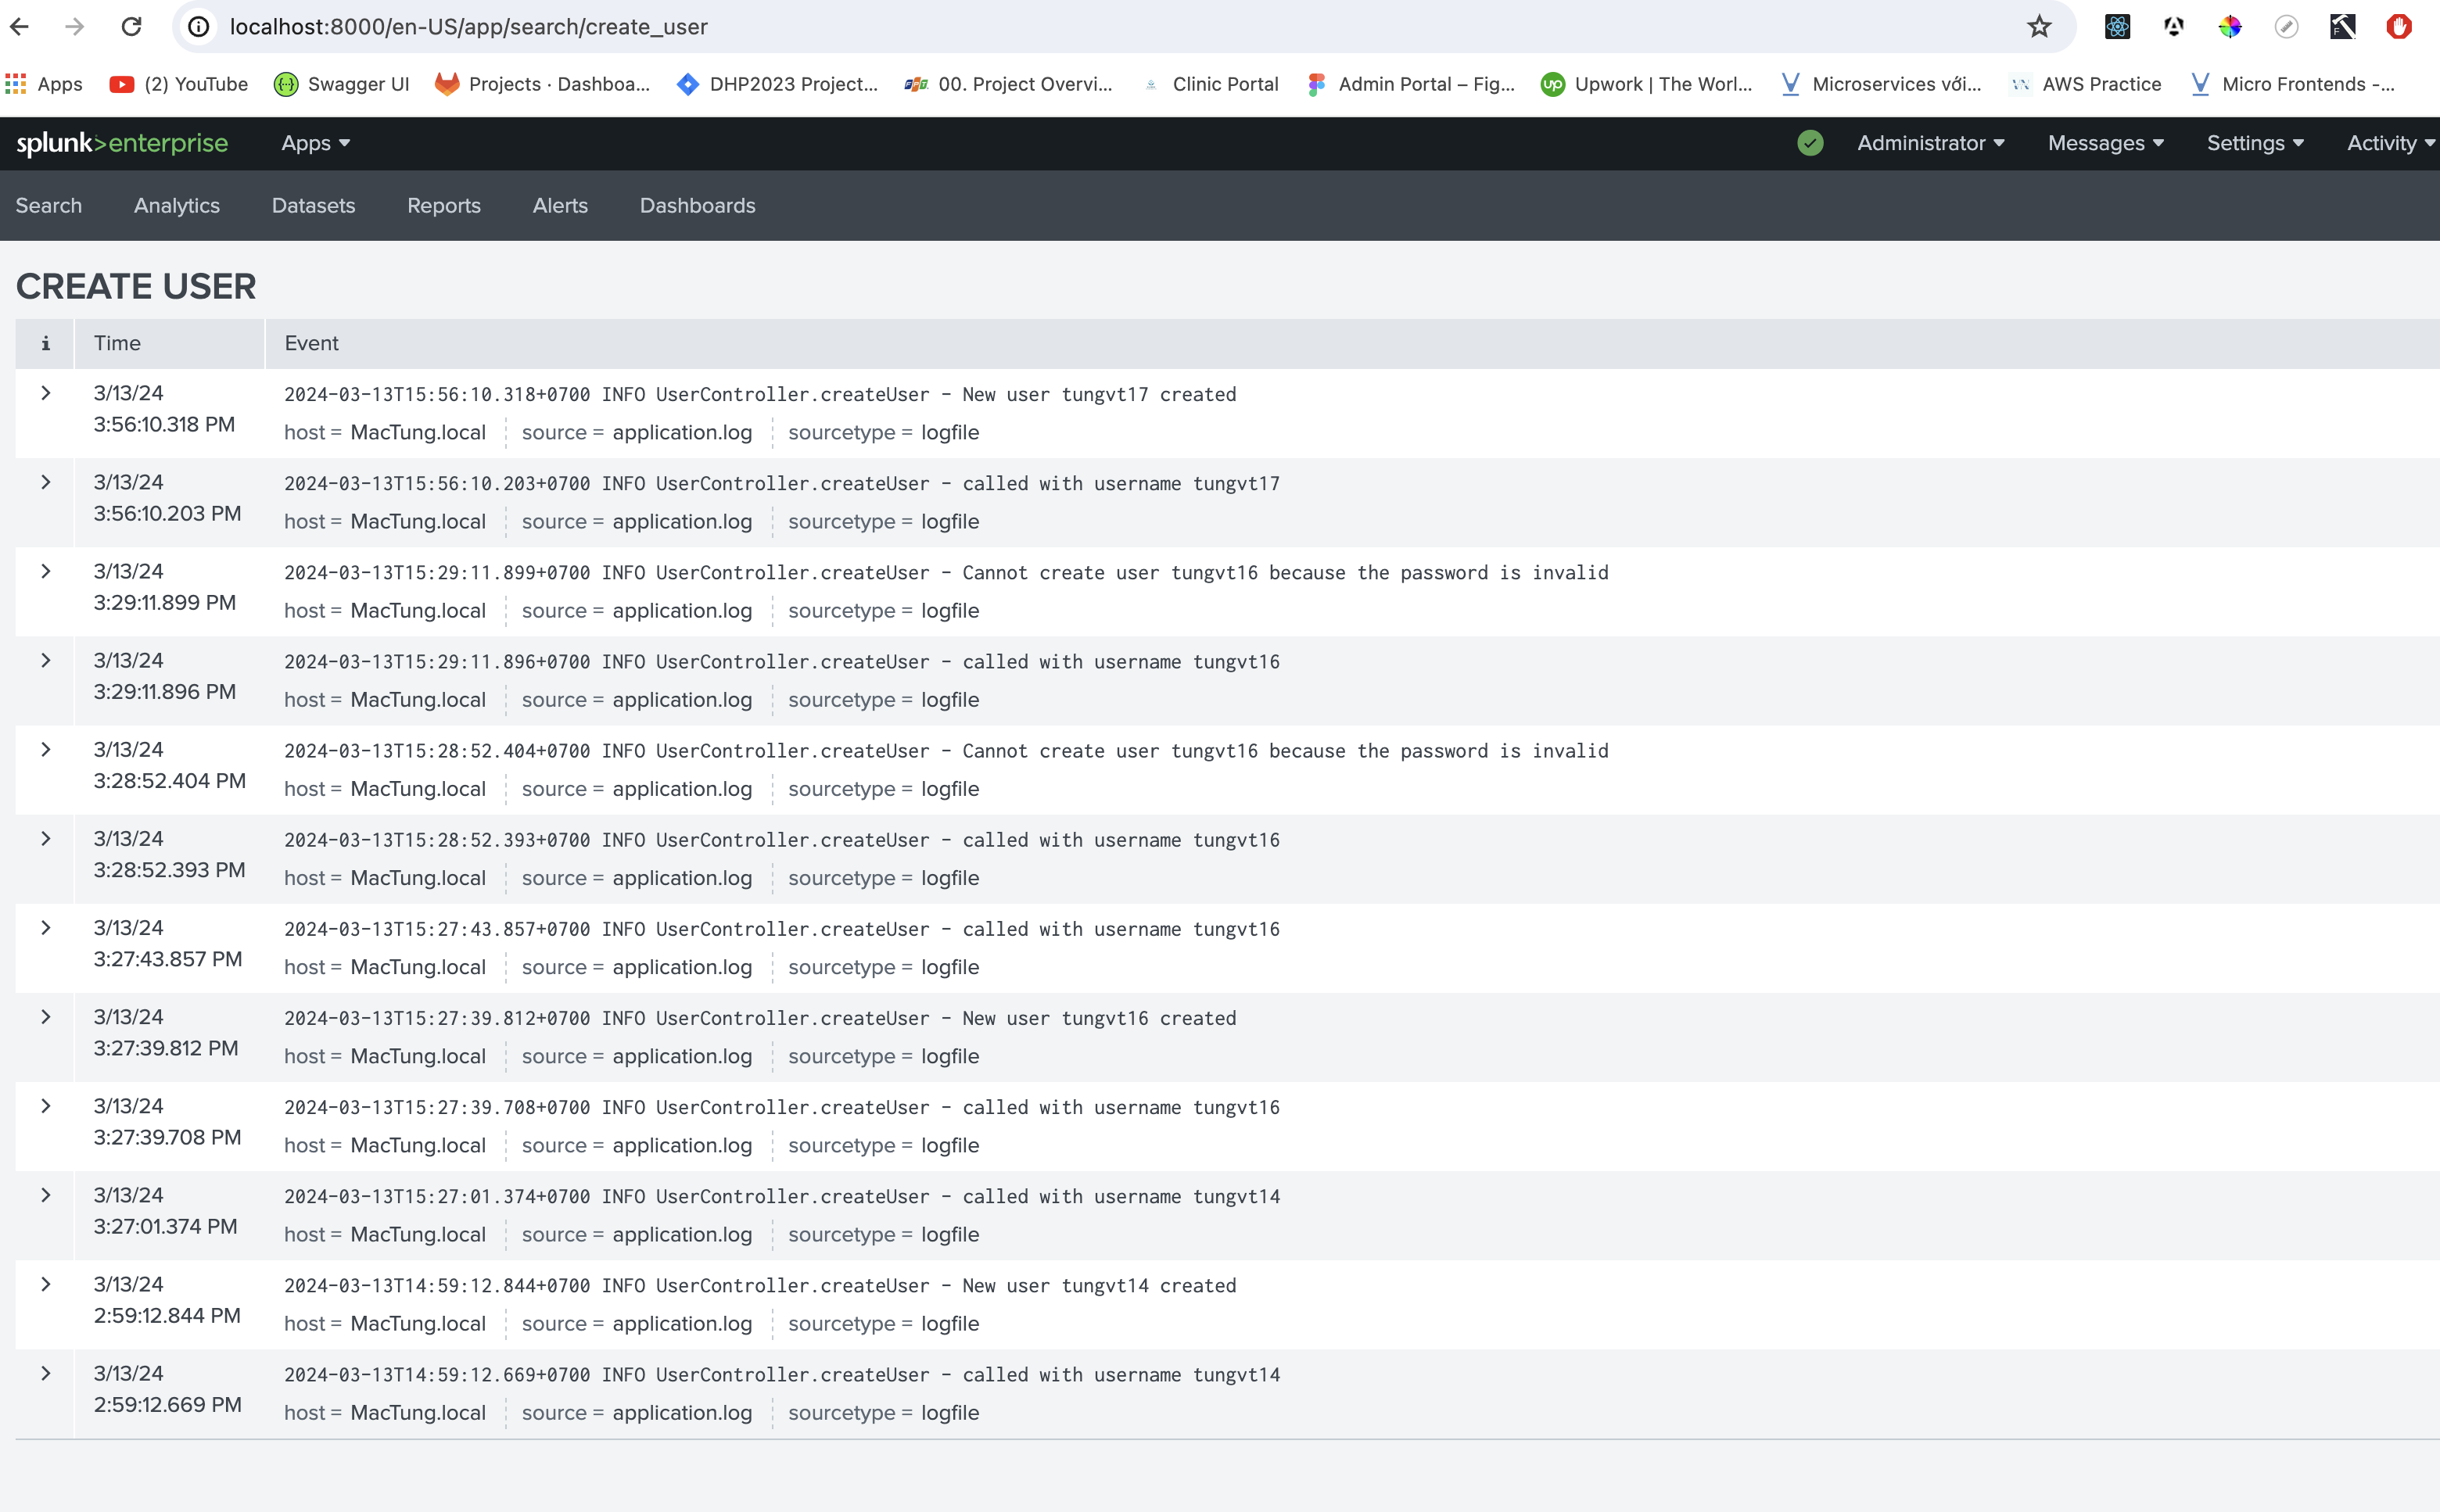 localhost:8000/en-US/app/search/create_user
Apps (2) YouTube Swagger UI Projects · Dashboa... DHP2023 Project... 00. Project Overvi... Clinic Portal Admin Portal – Fig... Upwork | The Worl... Microservices với... AWS Practice Micro Frontends -...
splunk>enterprise Apps Administrator Messages Settings Activity
Search Analytics Datasets Reports Alerts Dashboards
CREATE USER
i Time Event
3/13/24 2024-03-13T15:56:10.318+0700 INFO UserController.createUser - New user tungvt17 created
3:56:10.318 PM host = MacTung.local source = application.log sourcetype = logfile
3/13/24 2024-03-13T15:56:10.203+0700 INFO UserController.createUser - called with username tungvt17
3:56:10.203 PM host = MacTung.local source = application.log sourcetype = logfile
3/13/24 2024-03-13T15:29:11.899+0700 INFO UserController.createUser - Cannot create user tungvt16 because the password is invalid
3:29:11.899 PM host = MacTung.local source = application.log sourcetype = logfile
3/13/24 2024-03-13T15:29:11.896+0700 INFO UserController.createUser - called with username tungvt16
3:29:11.896 PM host = MacTung.local source = application.log sourcetype = logfile
3/13/24 2024-03-13T15:28:52.404+0700 INFO UserController.createUser - Cannot create user tungvt16 because the password is invalid
3:28:52.404 PM host = MacTung.local source = application.log sourcetype = logfile
3/13/24 2024-03-13T15:28:52.393+0700 INFO UserController.createUser - called with username tungvt16
3:28:52.393 PM host = MacTung.local source = application.log sourcetype = logfile
3/13/24 2024-03-13T15:27:43.857+0700 INFO UserController.createUser - called with username tungvt16
3:27:43.857 PM host = MacTung.local source = application.log sourcetype = logfile
3/13/24 2024-03-13T15:27:39.812+0700 INFO UserController.createUser - New user tungvt16 created
3:27:39.812 PM host = MacTung.local source = application.log sourcetype = logfile
3/13/24 2024-03-13T15:27:39.708+0700 INFO UserController.createUser - called with username tungvt16
3:27:39.708 PM host = MacTung.local source = application.log sourcetype = logfile
3/13/24 2024-03-13T15:27:01.374+0700 INFO UserController.createUser - called with username tungvt14
3:27:01.374 PM host = MacTung.local source = application.log sourcetype = logfile
3/13/24 2024-03-13T14:59:12.844+0700 INFO UserController.createUser - New user tungvt14 created
2:59:12.844 PM host = MacTung.local source = application.log sourcetype = logfile
3/13/24 2024-03-13T14:59:12.669+0700 INFO UserController.createUser - called with username tungvt14
2:59:12.669 PM host = MacTung.local source = application.log sourcetype = logfile